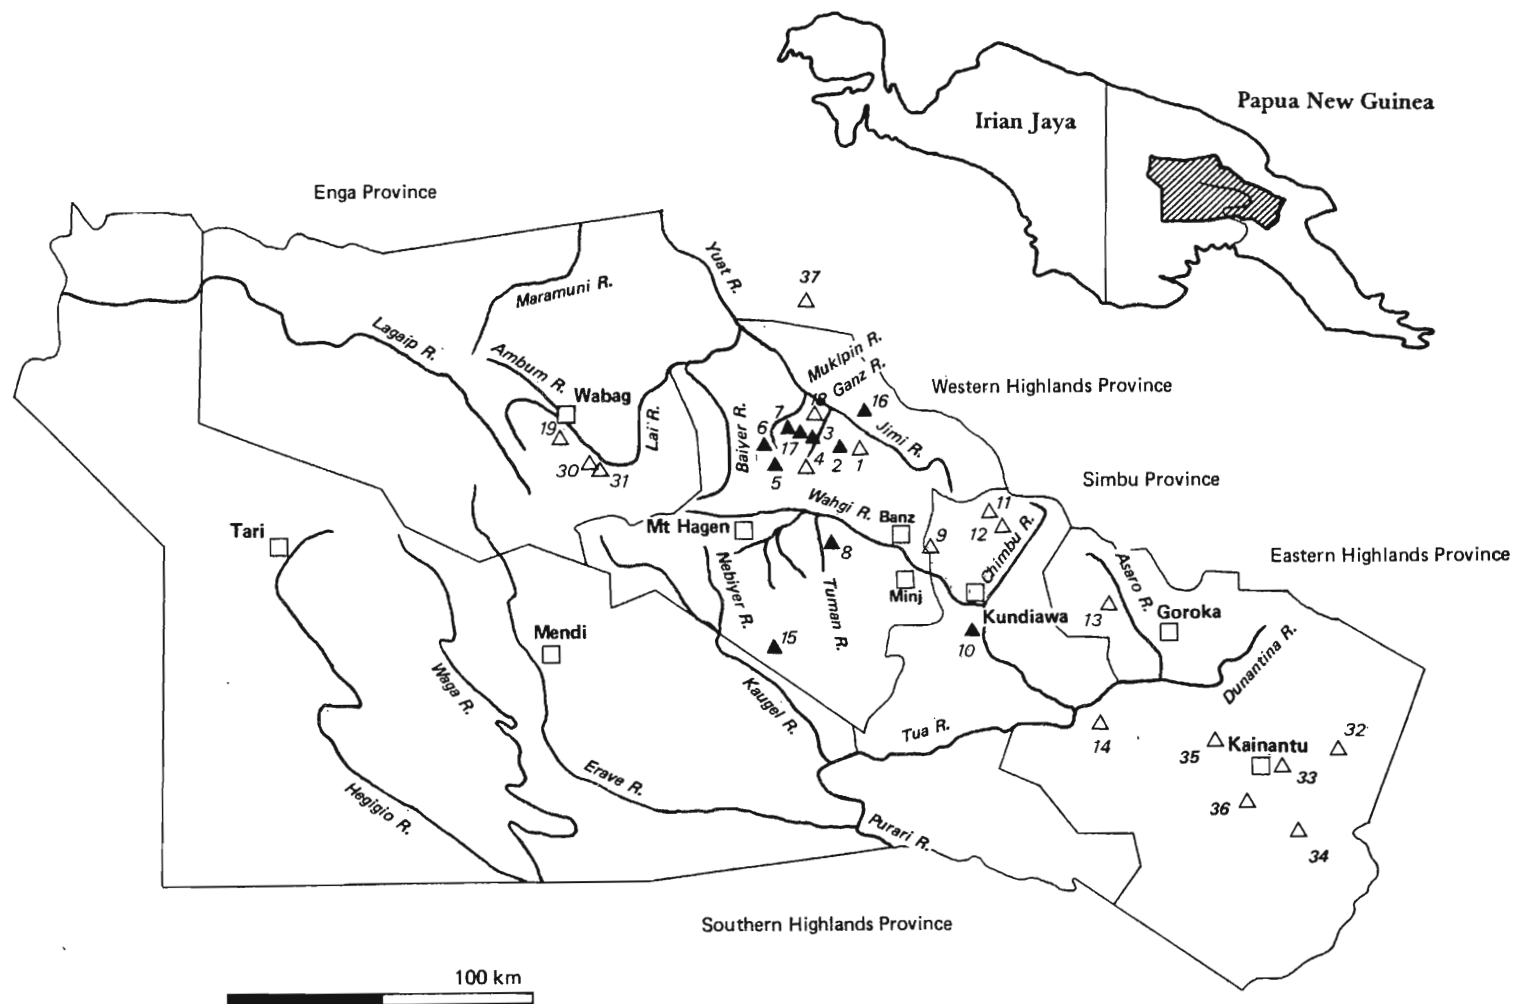 Papua New Guinea
Irian Jaya
Enga Province
Yuat R.
37
Maramuni R.
Lagaip R.
Ambum R.
Muklpin R.
Ganz R.
Western Highlands Province
Wabag
18
16
19
Lai R.
Baiyer R.
7
6
17
3
Jimi R.
30
31
5
4
2
1
Simbu Province
Wahgi R.
11
Tari
Mt Hagen
Banz
12
9
Chimbu R.
8
Eastern Highlands Province
Nebiyer R.
Tuman R.
Minj
Asaro R.
Kundiawa
13
Goroka
Mendi
15
10
Dunantina R.
Waga R.
Kaugel R.
Tua R.
14
35
Kainantu
32
33
Erave R.
Hegigio R.
36
Purari R.
34
Southern Highlands Province
100 km